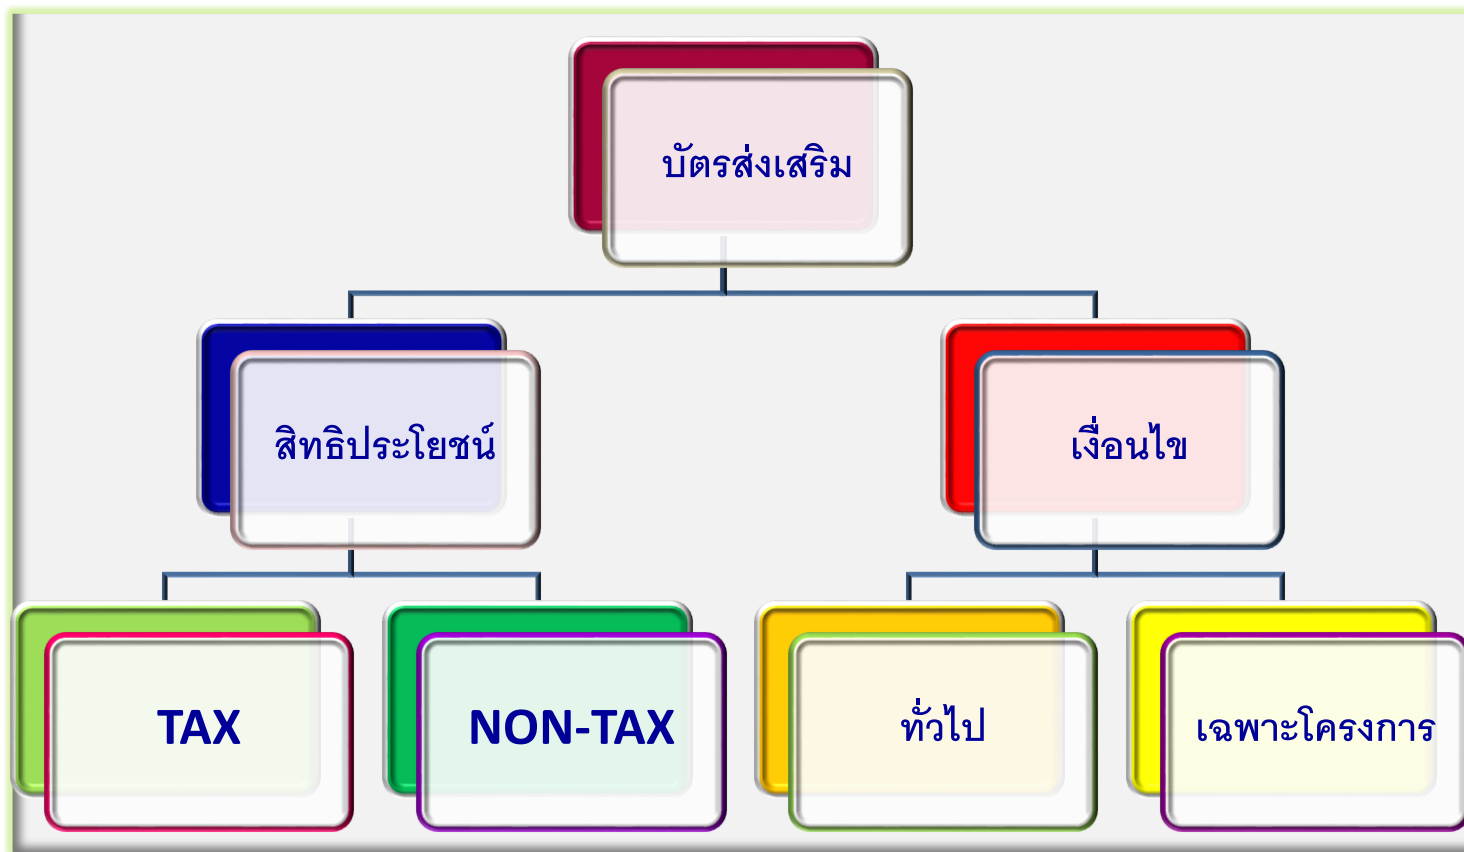 บัตรส่งเสริม
สิทธิประโยชน์
เงื่อนไข
TAX
NON-TAX
ทั่วไป
เฉพาะโครงการ